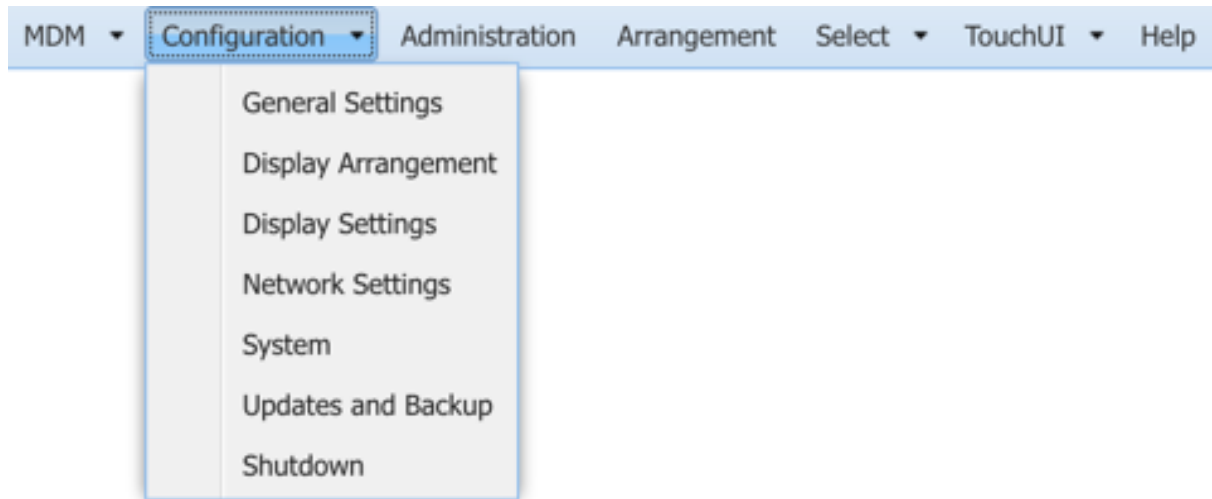 MDM Configuration Administration Arrangement Select TouchUI Help
General Settings
Display Arrangement
Display Settings
Network Settings
System
Updates and Backup
Shutdown